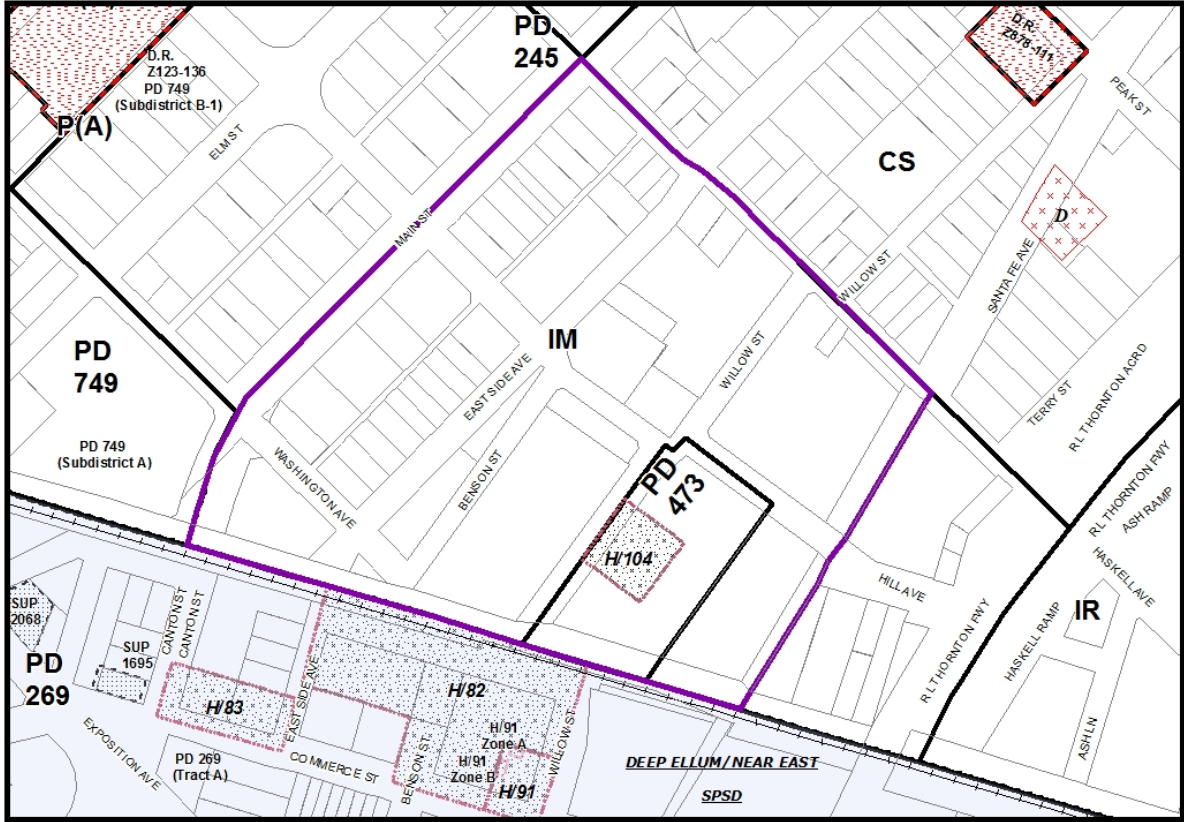 PD
245
D.R.
Z123-136
PD 749
(Subdistrict B-1)
P(A)
ELM ST
D.R.
Z878-111
PEAK ST
CS
D
MAIN ST
WILLOW ST
SANTA FE AVE
PD
749
PD 749
(Subdistrict A)
IM
EAST SIDE AVE
WILLOW ST
TERRY ST
R L THORNTON ACRD
WASHINGTON AVE
BENSON ST
PD
473
H/104
R L THORNTON FWY
ASH RAMP
HASKELL AVE
HILL AVE
R L THORNTON FWY
HASKELL RAMP
IR
ASH LN
SUP
2068
CANTON ST
CANTON ST
SUP
1695
PD
269
H/83
EAST SIDE AVE
H/82
H/91
Zone A
H/91
Zone B
H/91
WILLOW ST
BENSON ST
EXPOSITION AVE
PD 269
(Tract A)
COMMERCE ST
DEEP ELLUM/NEAR EAST
SPSD